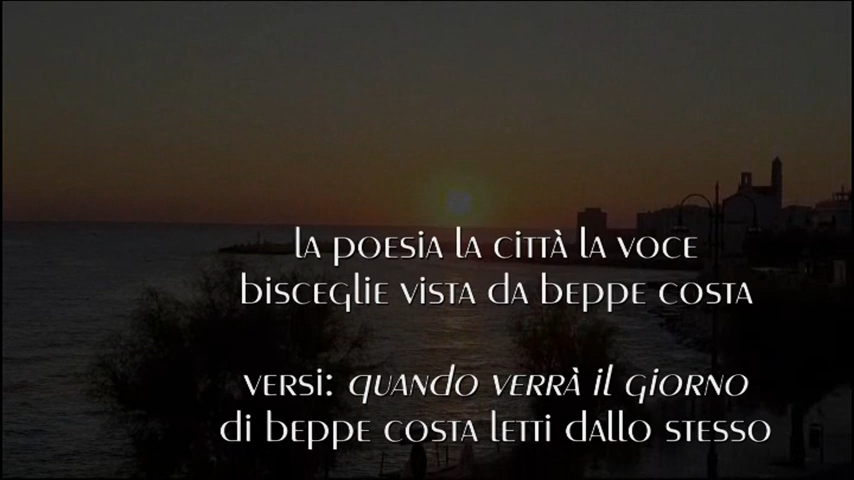 la poesia la città la voce
bisceglie vista da beppe costa
versi: quando verrà il giorno
di beppe costa letti dallo stesso